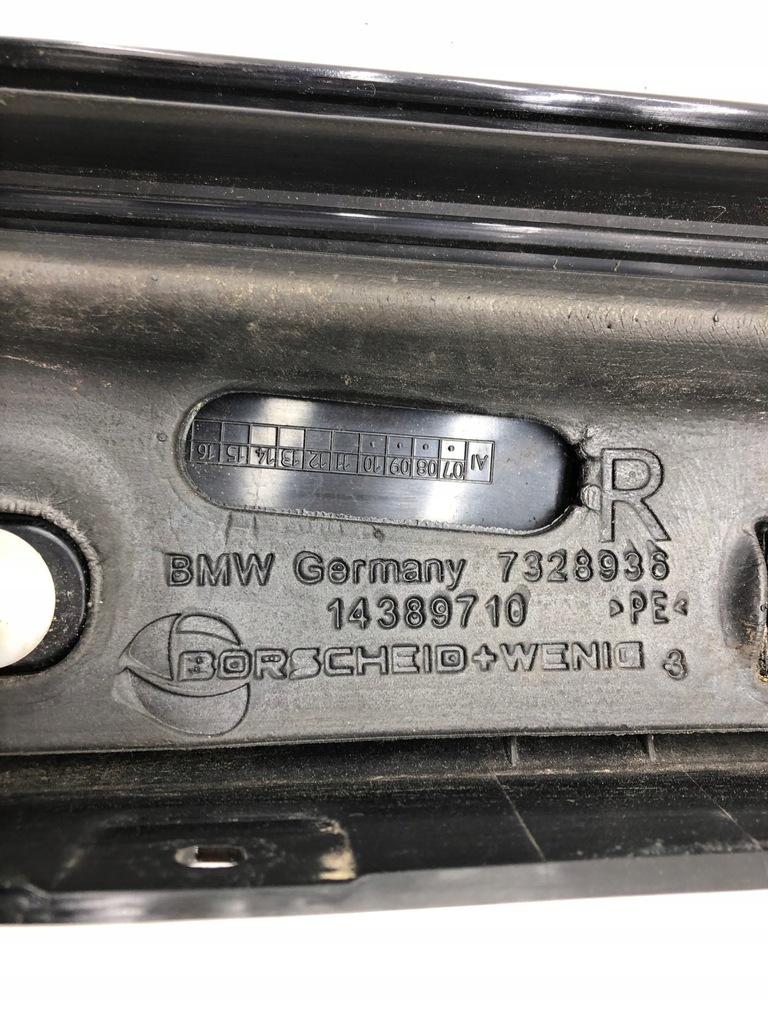 AI 07 08 09 10 11 12 13 14 15 16
R
BMW Germany 7328936
14389710 >PE<
BORSCHEID+WENIG 3